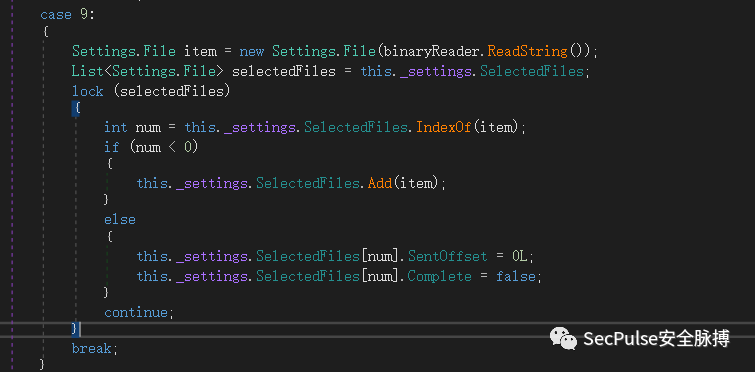 case 9:
{
Settings.File item = new Settings.File(binaryReader.ReadString());
List<Settings.File> selectedFiles = this._settings.SelectedFiles;
lock (selectedFiles)
{
int num = this._settings.SelectedFiles.IndexOf(item);
if (num < 0)
{
this._settings.SelectedFiles.Add(item);
}
else
{
this._settings.SelectedFiles[num].SentOffset = 0L;
this._settings.SelectedFiles[num].Complete = false;
}
continue;
}
break;
}
SecPulse安全脉搏